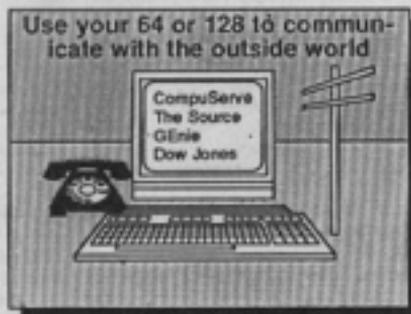 Use your 64 or 128 to commun-
icate with the outside world
CompuServe
The Source
GEnie
Dow Jones